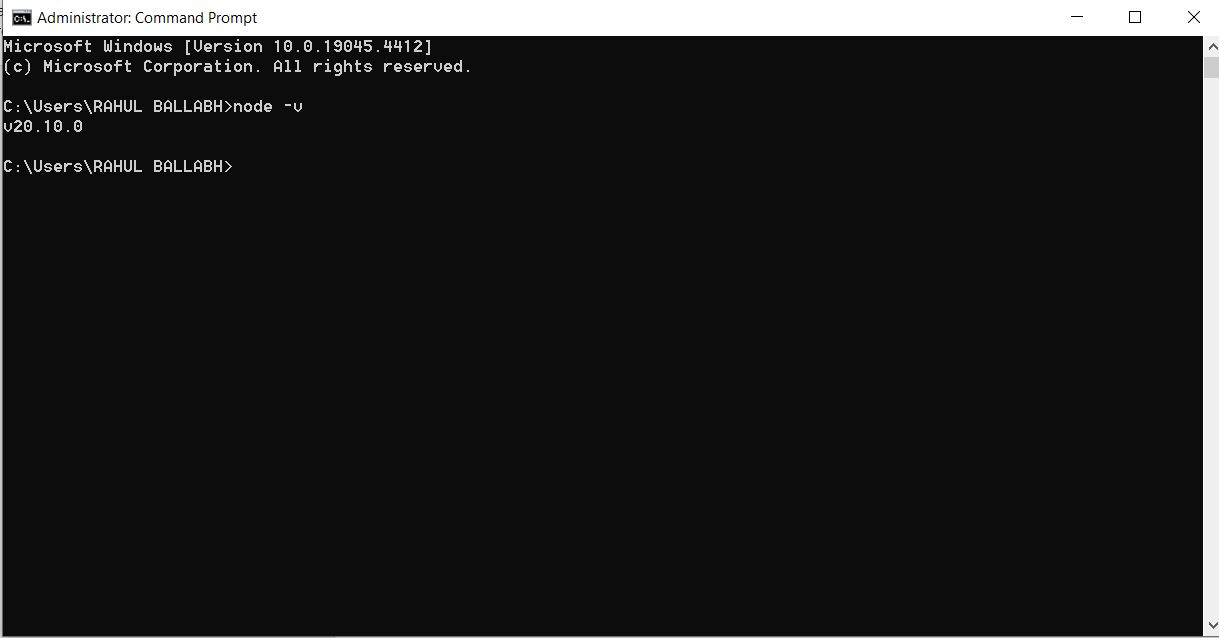 Administrator: Command Prompt
Microsoft Windows [Version 10.0.19045.4412]
(c) Microsoft Corporation. All rights reserved.
C:\Users\RAHUL BALLABH>node -v
v20.10.0
C:\Users\RAHUL BALLABH>